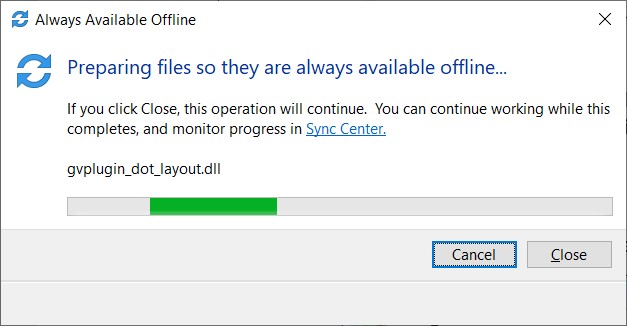 Always Available Offline
Preparing files so they are always available offline...
If you click Close, this operation will continue.  You can continue working while this
completes, and monitor progress in Sync Center.
gvplugin_dot_layout.dll
Cancel
Close